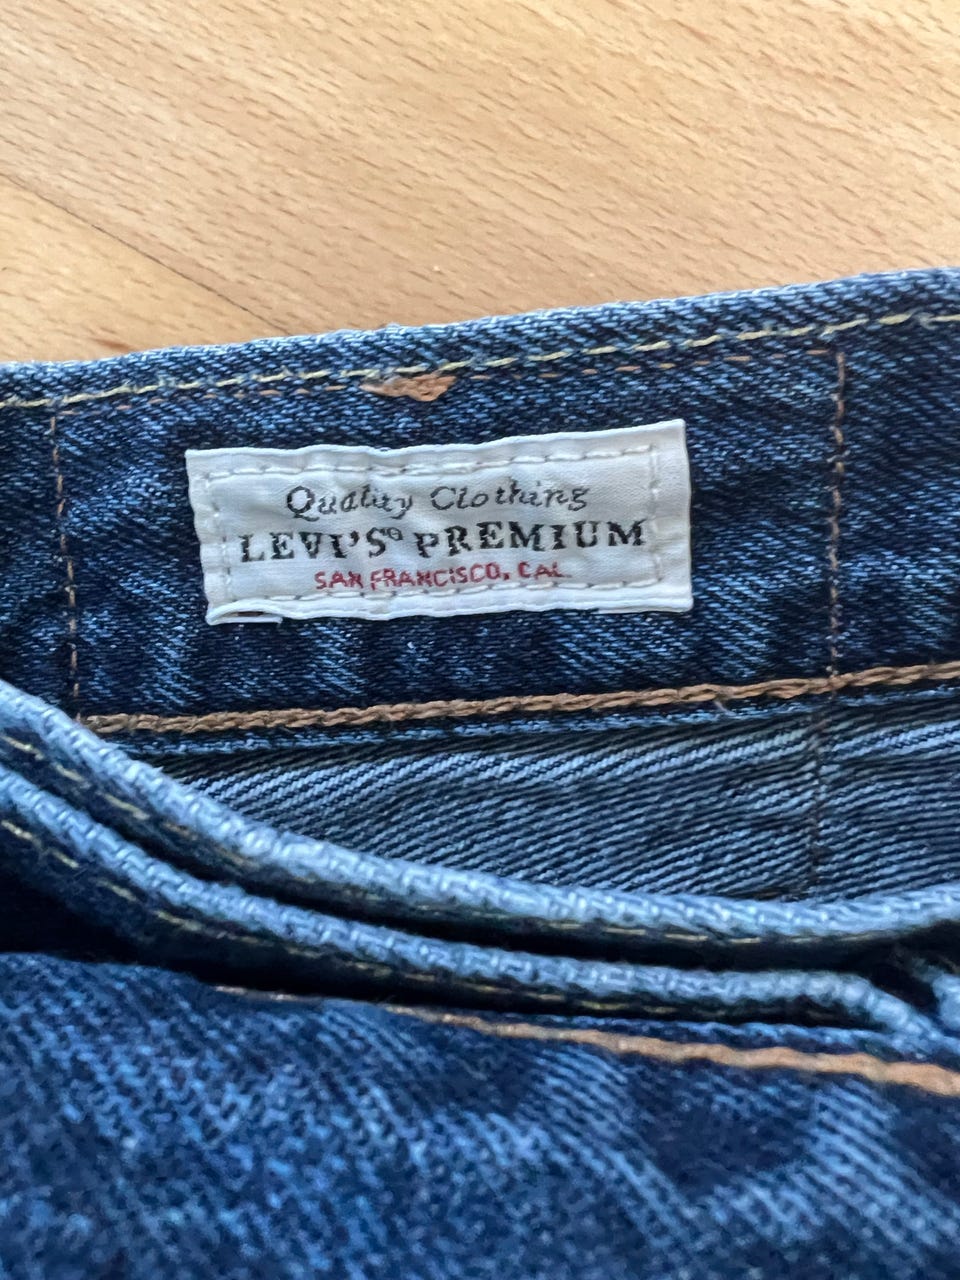 Quality Clothing
LEVI'S® PREMIUM
SAN FRANCISCO, CAL.